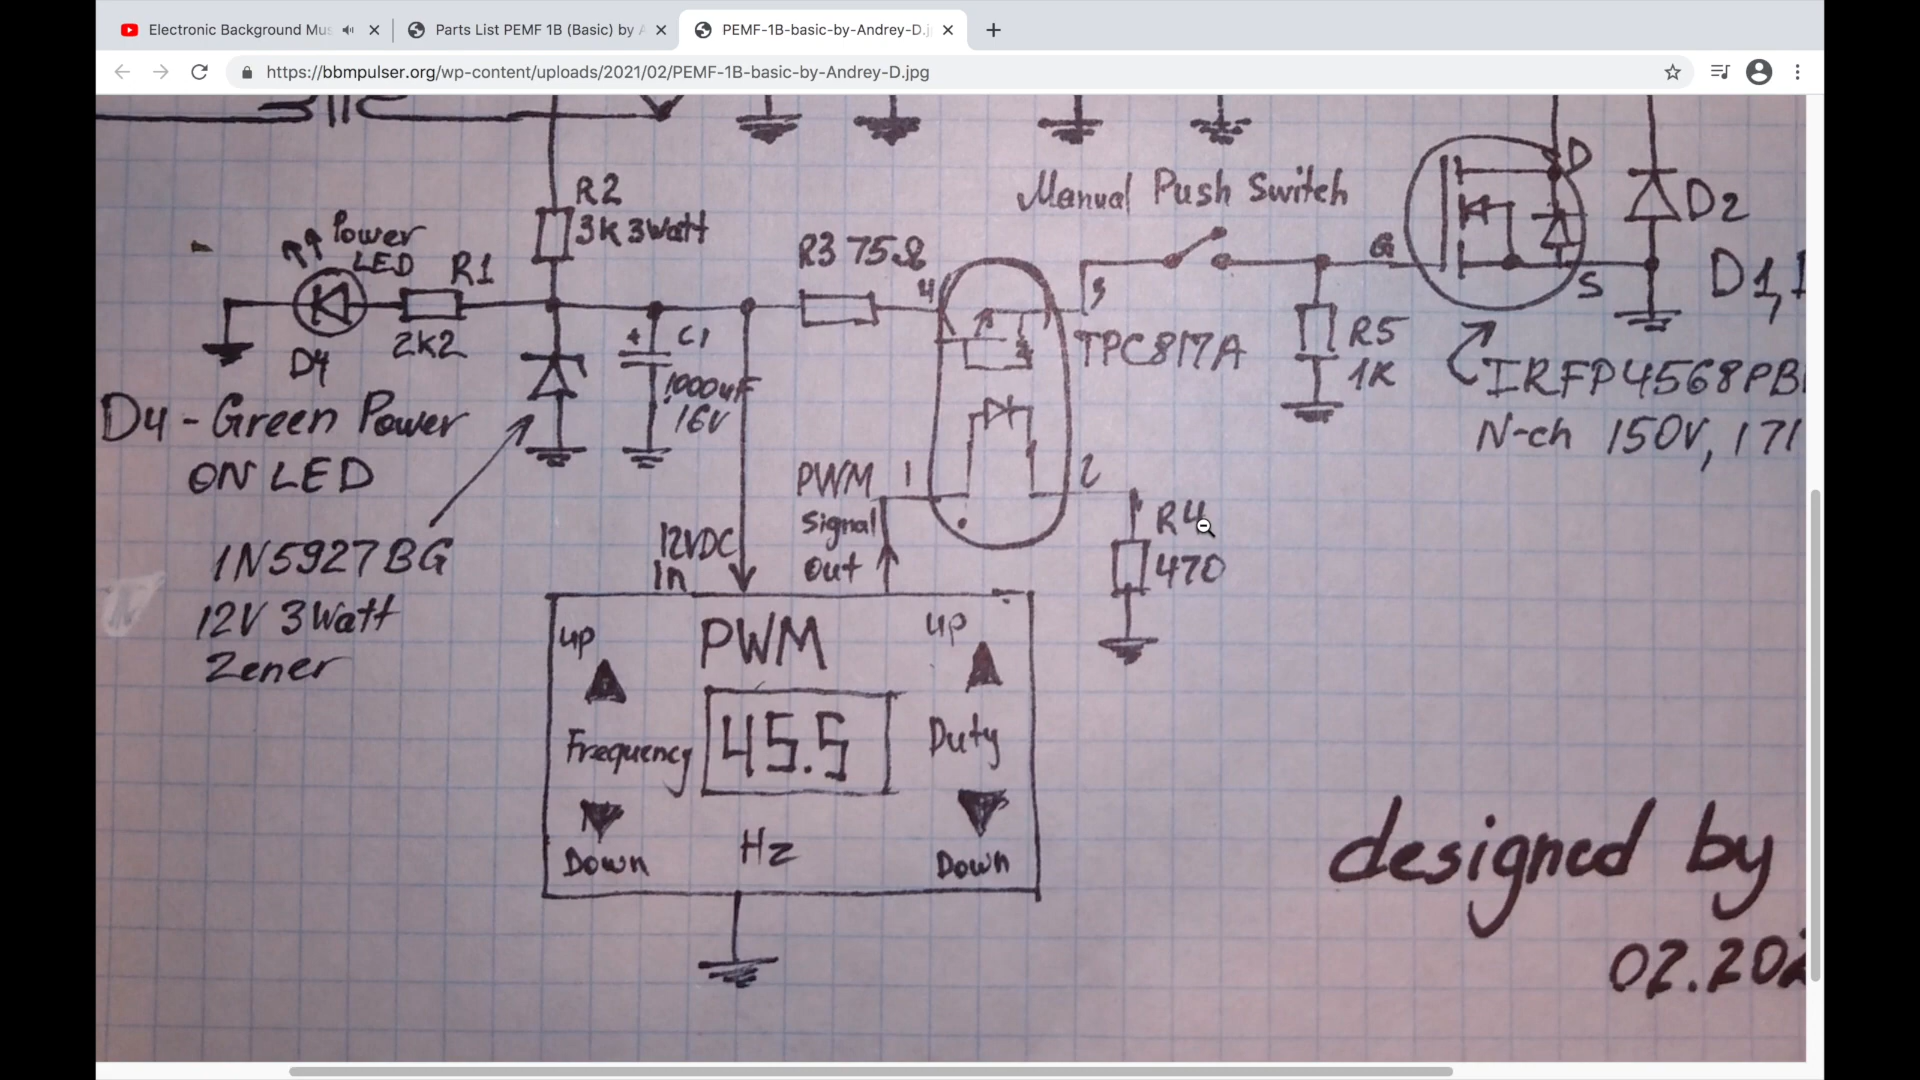 Electronic Background Mus
Parts List PEMF 1B (Basic) by A
PEMF-1B-basic-by-Andrey-D.j
https://bbmpulser.org/wp-content/uploads/2021/02/PEMF-1B-basic-by-Andrey-D.jpg
Manual Push Switch
R2
3k 3Watt
Power
LED
R1
2k2
D4
R3 75Ω
4
3
TPC817A
C1
+
1000uF
16V
D
G
S
D2
D1,
R5
1K
IRFP4568PB
N-ch 150V, 171
D4 - Green Power
ON LED
1N5927BG
12V 3Watt
Zener
12VDC
In
PWM
Signal
Out
1
2
R4
470
up
PWM
up
Frequency
45.5
Duty
Down
Hz
Down
designed by
02.202